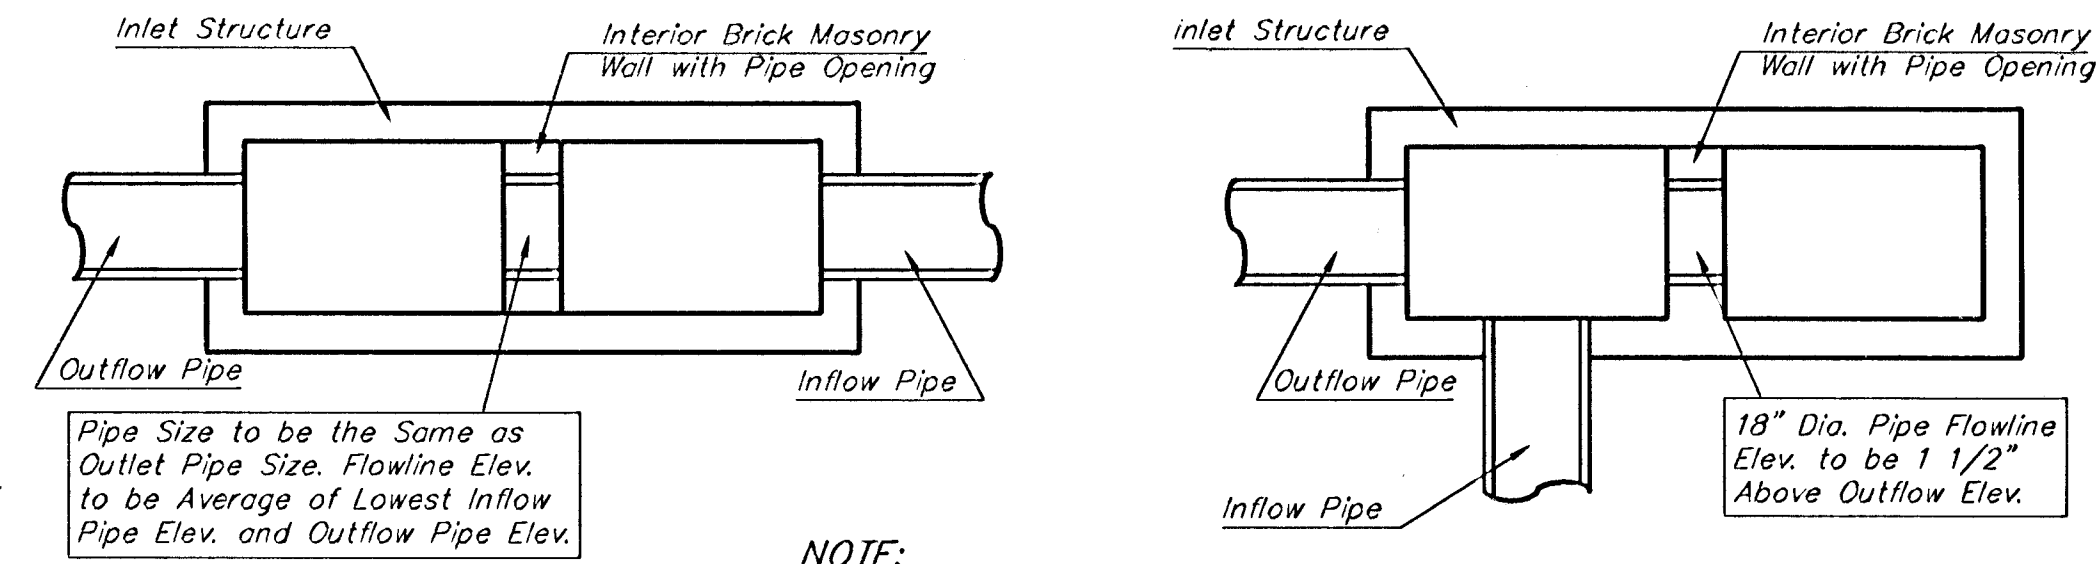 Inlet Structure
Interior Brick Masonry
Wall with Pipe Opening
Outflow Pipe
Inflow Pipe
Pipe Size to be the Same as
Outlet Pipe Size. Flowline Elev.
to be Average of Lowest Inflow
Pipe Elev. and Outflow Pipe Elev.
NOTE:
inlet Structure
Interior Brick Masonry
Wall with Pipe Opening
Outflow Pipe
Inflow Pipe
18" Dia. Pipe Flowline
Elev. to be 1 1/2"
Above Outflow Elev.